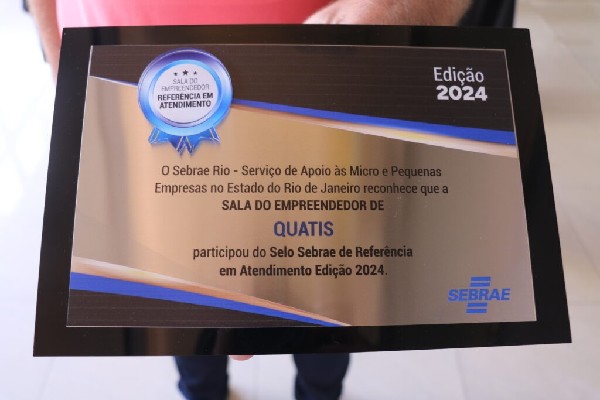 SALA DO
EMPREENDEDOR
REFERÊNCIA EM
ATENDIMENTO
Edição
2024
O Sebrae Rio - Serviço de Apoio às Micro e Pequenas
Empresas no Estado do Rio de Janeiro reconhece que a
SALA DO EMPREENDEDOR DE
QUATIS
participou do Selo Sebrae de Referência
em Atendimento Edição 2024.
SEBRAE